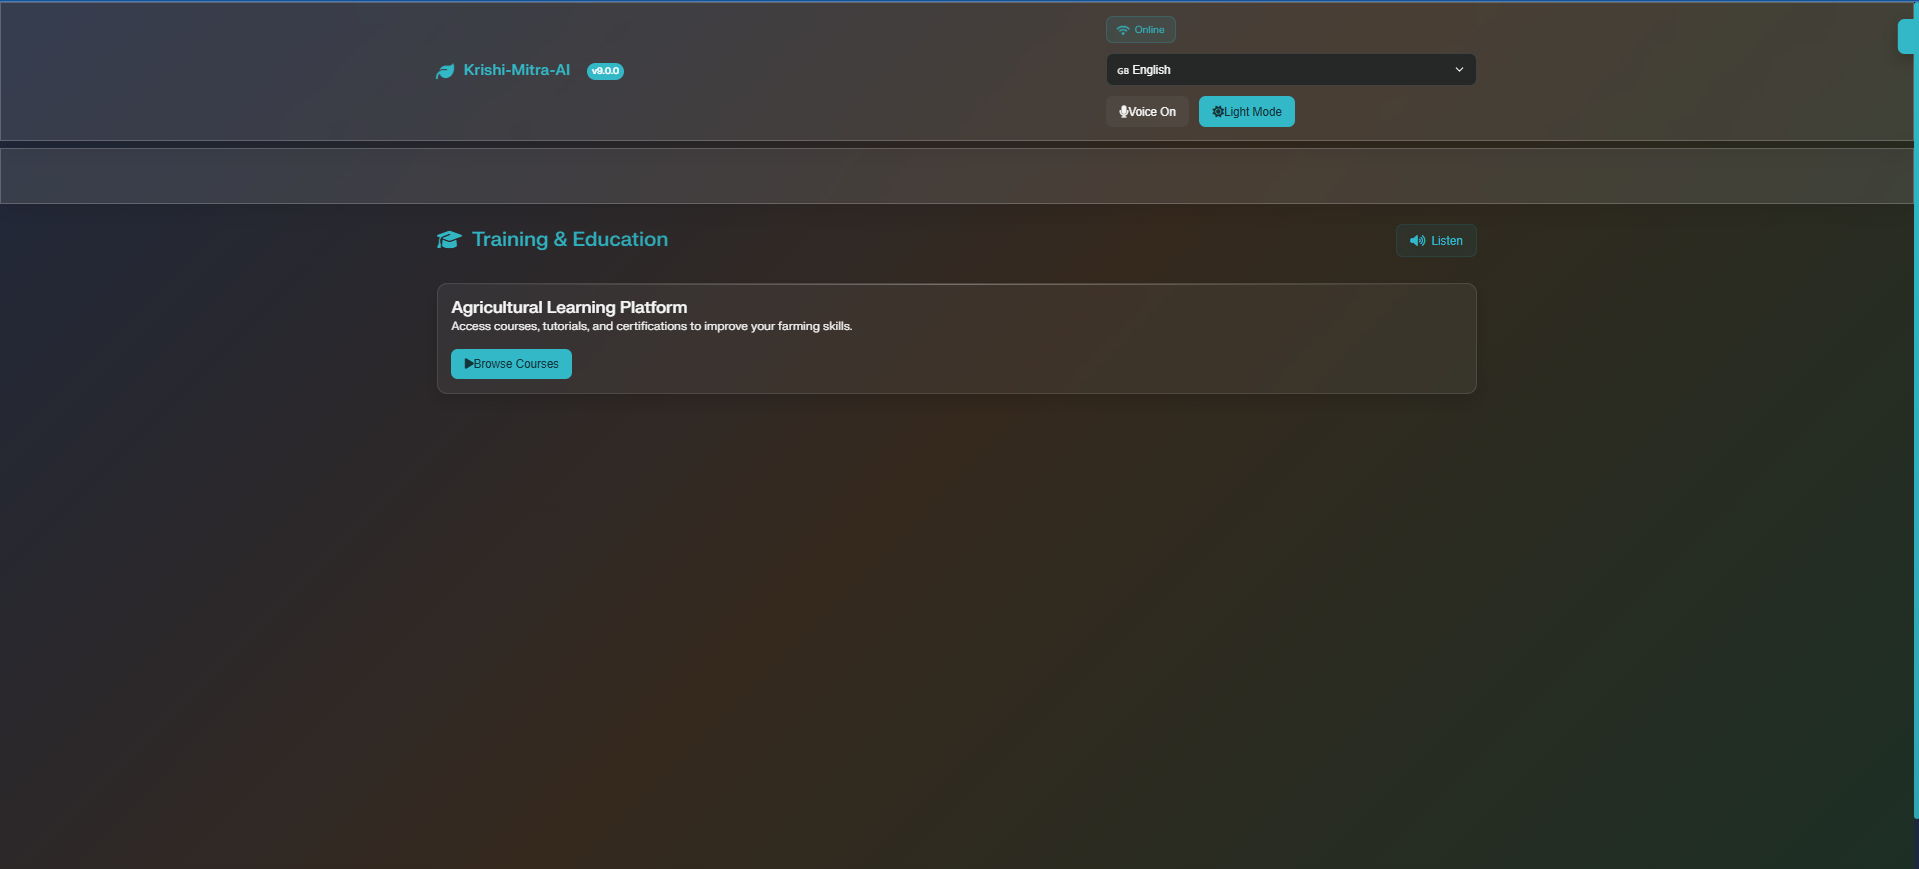 Online
Krishi-Mitra-AI v9.0.0
GB English
Voice On Light Mode
Training & Education
Listen
Agricultural Learning Platform
Access courses, tutorials, and certifications to improve your farming skills.
Browse Courses